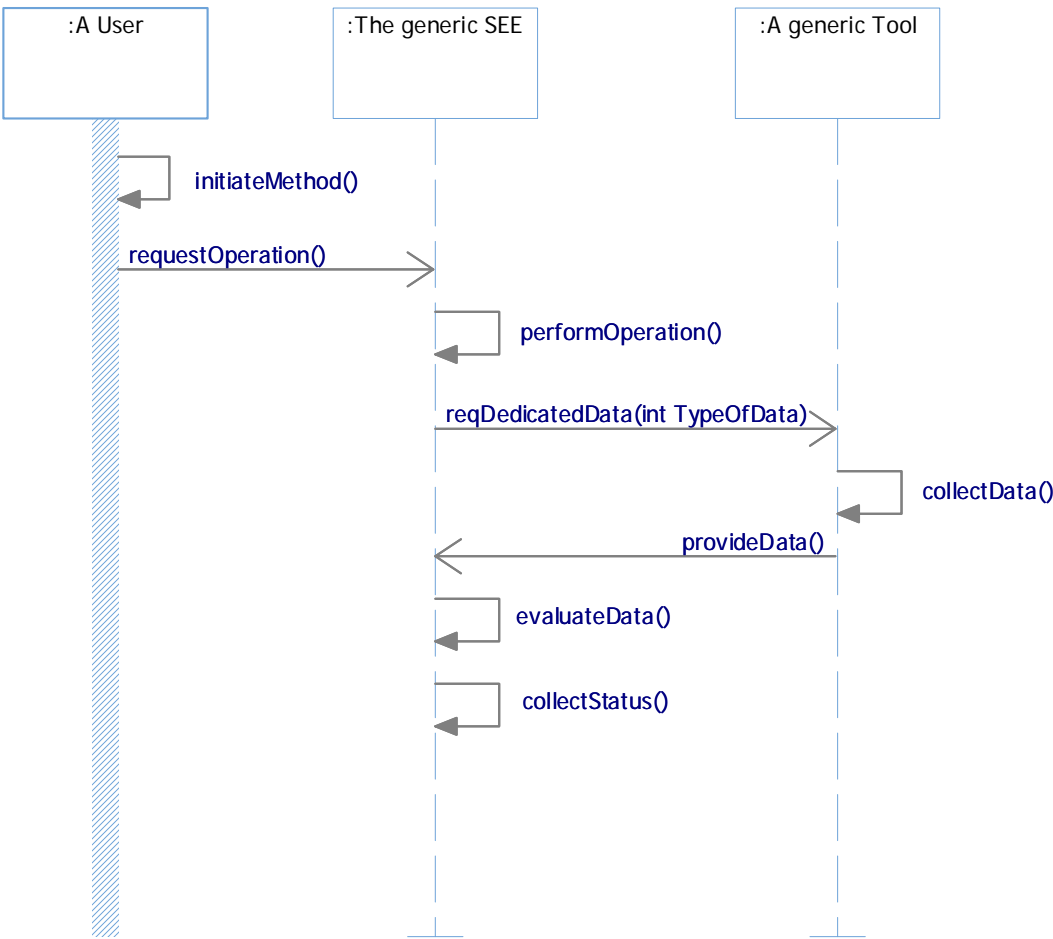 :A User
:The generic SEE
:A generic Tool
initiateMethod()
requestOperation()
performOperation()
reqDedicatedData(int TypeOfData)
collectData()
provideData()
evaluateData()
collectStatus()